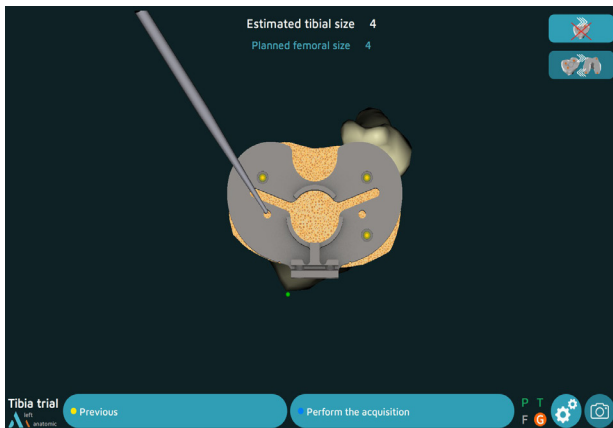 Estimated tibial size 4
Planned femoral size 4
Tibia trial
left
anatomic
Previous
Perform the acquisition
P T
F G